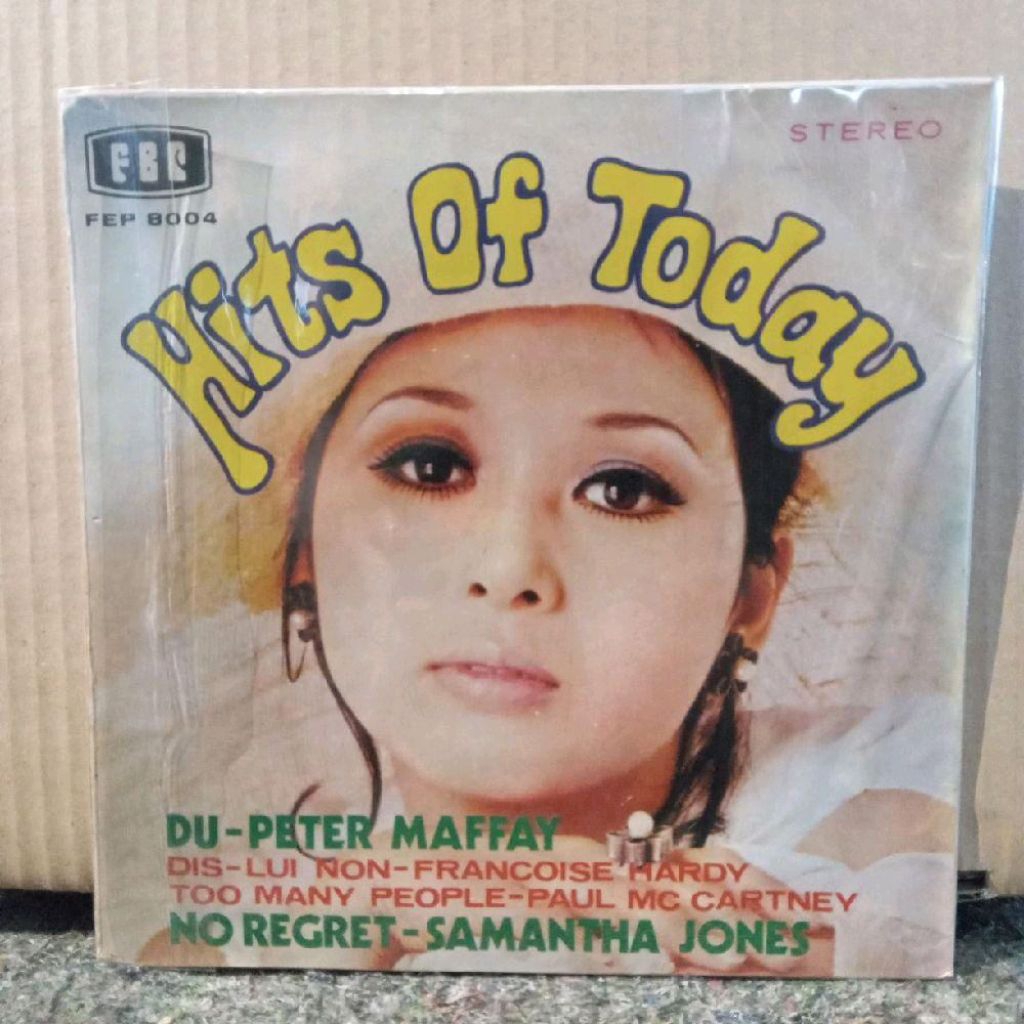 FBC
STEREO
FEP 8004
Hits Of Today
DU-PETER MAFFAY
DIS-LUI NON-FRANCOISE HARDY
TOO MANY PEOPLE-PAUL MC CARTNEY
NO REGRET-SAMANTHA JONES